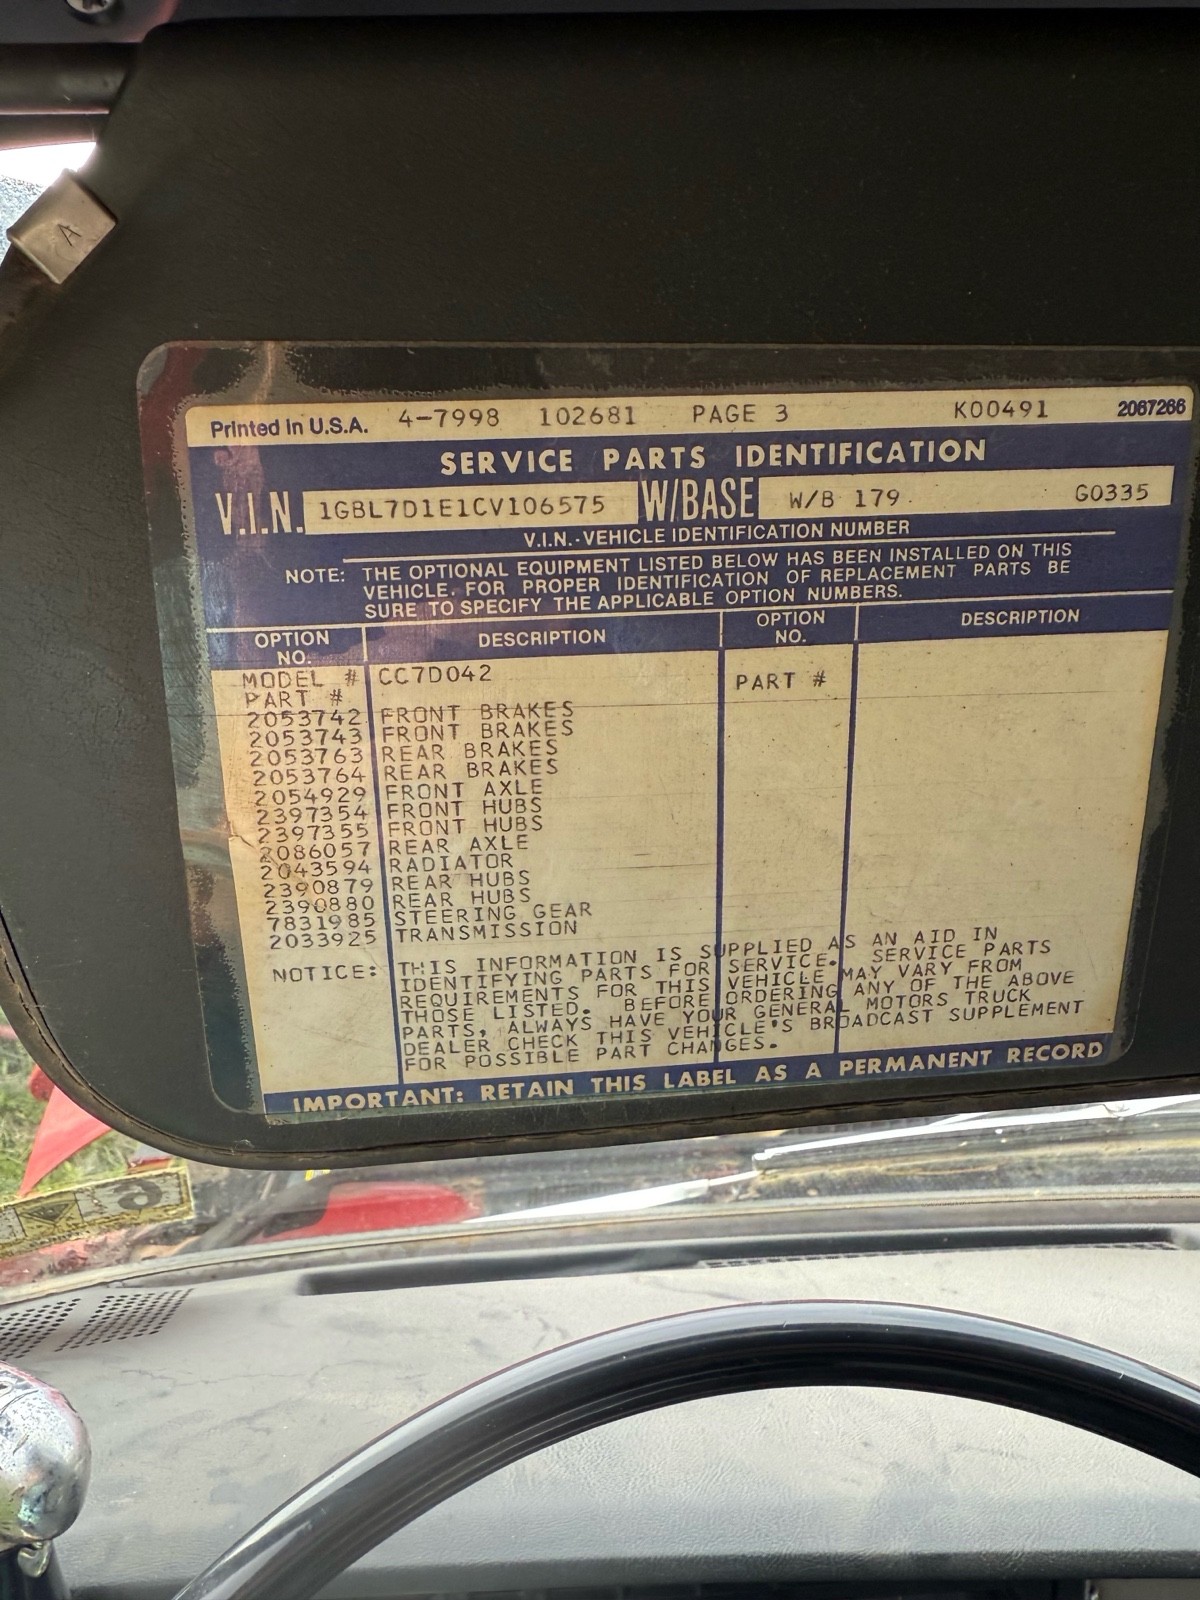 A
Printed in U.S.A. 4-7998 102681 PAGE 3 K00491 2067266
SERVICE PARTS IDENTIFICATION
V.I.N. 1GBL7D1E1CV106575 W/BASE W/B 179 G0335
V.I.N.-VEHICLE IDENTIFICATION NUMBER
NOTE: THE OPTIONAL EQUIPMENT LISTED BELOW HAS BEEN INSTALLED ON THIS
VEHICLE. FOR PROPER IDENTIFICATION OF REPLACEMENT PARTS BE
SURE TO SPECIFY THE APPLICABLE OPTION NUMBERS.
OPTION NO. DESCRIPTION OPTION NO. DESCRIPTION
MODEL # CC7D042
PART # PART #
2053742 FRONT BRAKES
2053743 FRONT BRAKES
2053763 REAR BRAKES
2053764 REAR BRAKES
2054929 FRONT AXLE
2397354 FRONT HUBS
2397355 FRONT HUBS
2086057 REAR AXLE
2043594 RADIATOR
2390879 REAR HUBS
2390880 REAR HUBS
7831985 STEERING GEAR
2033925 TRANSMISSION
NOTICE: THIS INFORMATION IS SUPPLIED AS AN AID IN
IDENTIFYING PARTS FOR SERVICE. SERVICE PARTS
REQUIREMENTS FOR THIS VEHICLE MAY VARY FROM
THOSE LISTED. BEFORE ORDERING ANY OF THE ABOVE
PARTS, ALWAYS HAVE YOUR GENERAL MOTORS TRUCK
DEALER CHECK THIS VEHICLE'S BROADCAST SUPPLEMENT
FOR POSSIBLE PART CHANGES.
IMPORTANT: RETAIN THIS LABEL AS A PERMANENT RECORD